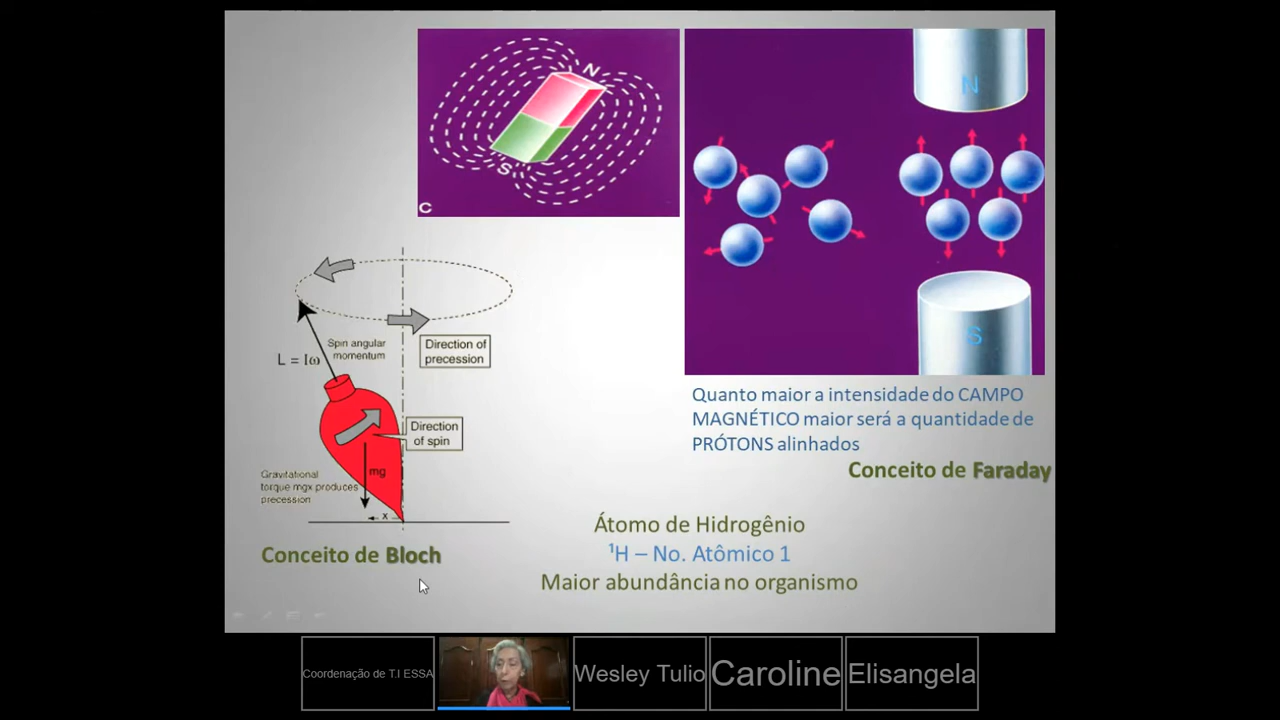 N
S
C
N
S
L = Iω
Spin angular
momentum
Direction of
precession
Direction
of spin
mg
Gravitational
torque mgx produces
precession
x
Conceito de Bloch
Quanto maior a intensidade do CAMPO
MAGNÉTICO maior será a quantidade de
PRÓTONS alinhados
Conceito de Faraday
Átomo de Hidrogênio
¹H – No. Atômico 1
Maior abundância no organismo
Coordenação de T.I ESSA
Wesley Tulio
Caroline
Elisangela